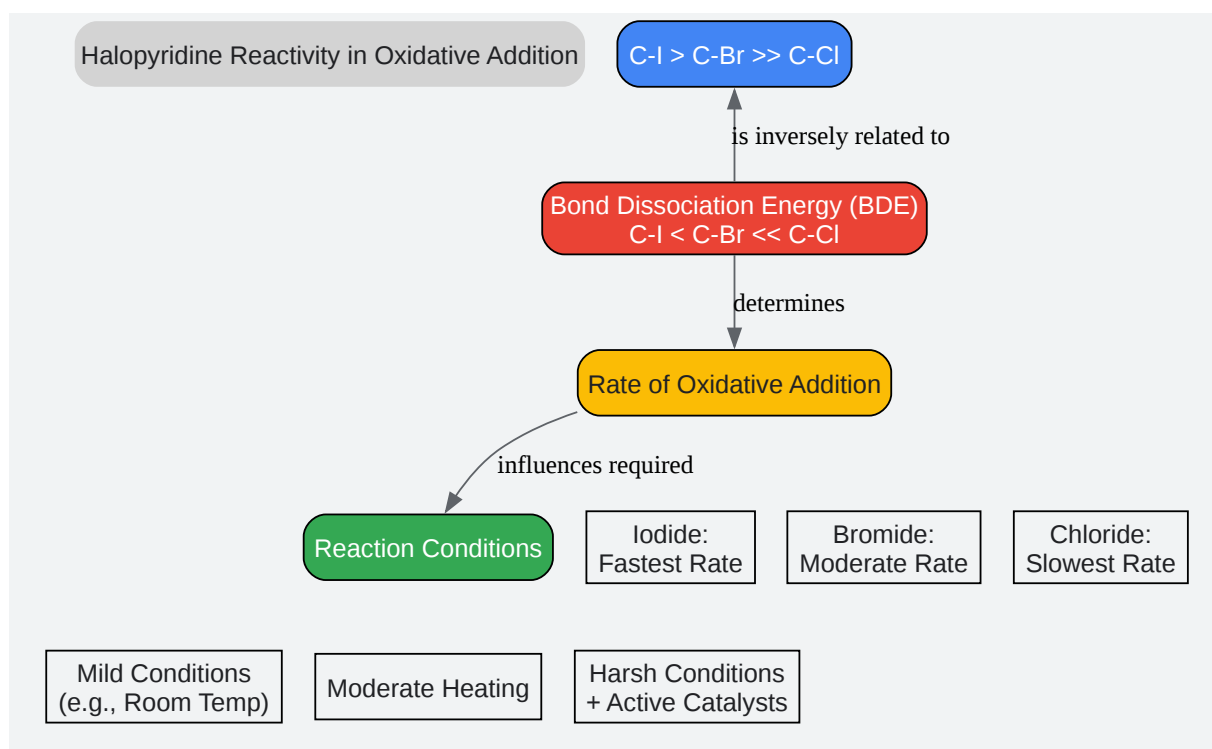 Halopyridine Reactivity in Oxidative Addition
C-I > C-Br >> C-Cl
is inversely related to
Bond Dissociation Energy (BDE)
C-I < C-Br << C-Cl
determines
Rate of Oxidative Addition
influences required
Reaction Conditions
Iodide:
Fastest Rate
Bromide:
Moderate Rate
Chloride:
Slowest Rate
Mild Conditions
(e.g., Room Temp)
Moderate Heating
Harsh Conditions
+ Active Catalysts